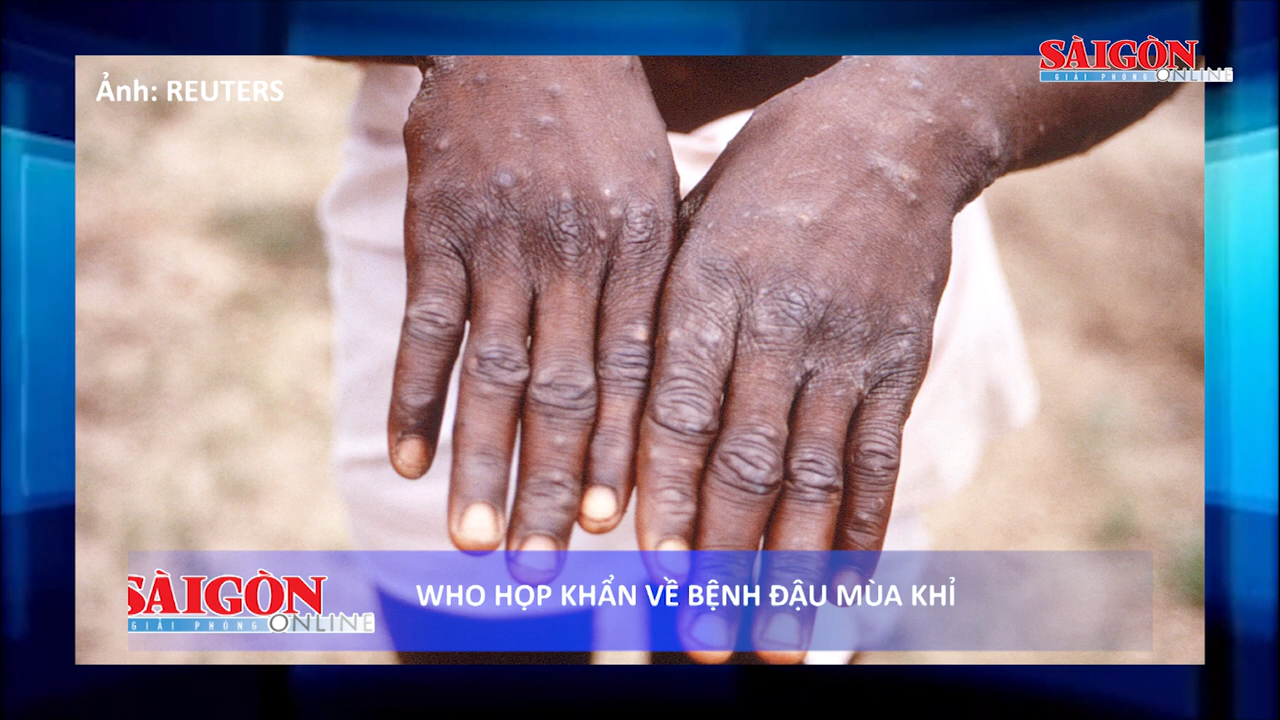 Ảnh: REUTERS
SÀIGÒN
GIẢI PHÓNG ONLINE
SÀIGÒN
GIẢI PHÓNG ONLINE
WHO HỌP KHẨN VỀ BỆNH ĐẬU MÙA KHỈ